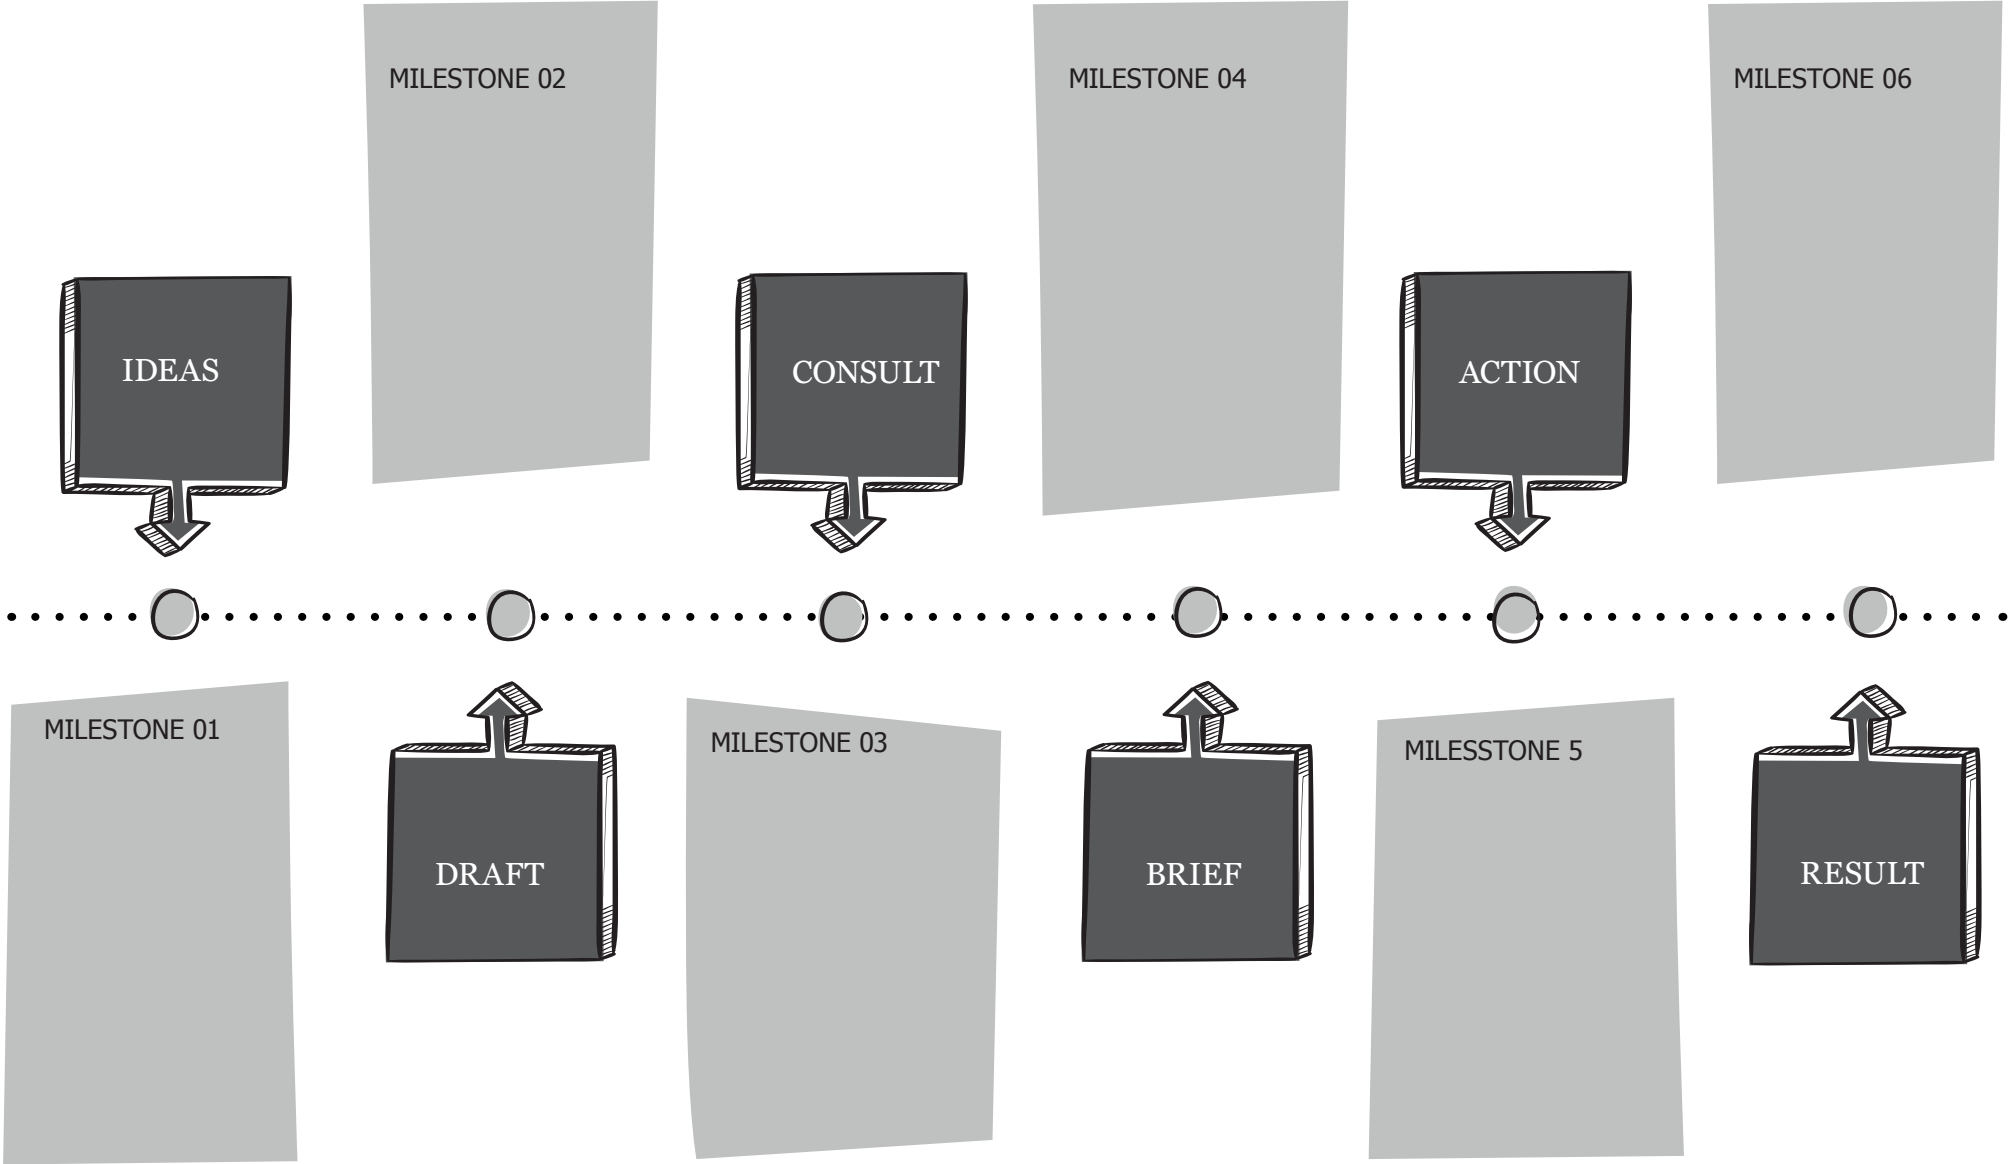 MILESTONE 02
MILESTONE 04
MILESTONE 06
IDEAS
CONSULT
ACTION
MILESTONE 01
MILESTONE 03
MILESSTONE 5
DRAFT
BRIEF
RESULT